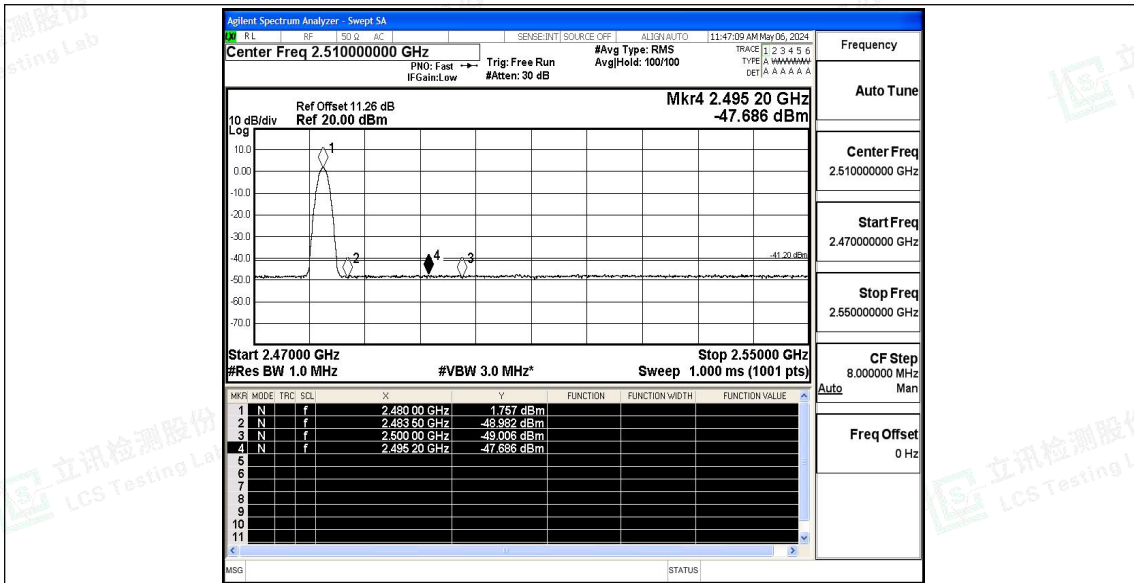 Agilent Spectrum Analyzer - Swept SA
LXI RL RF 50 Ω AC SENSE:INT SOURCE OFF ALIGN AUTO 11:47:09 AM May 06, 2024
Center Freq 2.510000000 GHz
PNO: Fast
IFGain:Low
Trig: Free Run
#Atten: 30 dB
#Avg Type: RMS
Avg|Hold: 100/100
TRACE 1 2 3 4 5 6
TYPE A WWWWW
DET A A A A A A
Frequency
Auto Tune
Center Freq
2.510000000 GHz
Start Freq
2.470000000 GHz
Stop Freq
2.550000000 GHz
CF Step
8.000000 MHz
Auto Man
Freq Offset
0 Hz
Ref Offset 11.26 dB
Ref 20.00 dBm
10 dB/div
Log
Mkr4 2.495 20 GHz
-47.686 dBm
10.0
0.00
-10.0
-20.0
-30.0
-40.0
-50.0
-60.0
-70.0
1
2
4
3
-41.20 dBm
Start 2.47000 GHz Stop 2.55000 GHz
#Res BW 1.0 MHz #VBW 3.0 MHz* Sweep 1.000 ms (1001 pts)
MKR MODE TRC SCL X Y FUNCTION FUNCTION WIDTH FUNCTION VALUE
1 N f 2.480 00 GHz 1.757 dBm
2 N f 2.483 50 GHz -48.982 dBm
3 N f 2.500 00 GHz -49.006 dBm
4 N f 2.495 20 GHz -47.686 dBm
5
6
7
8
9
10
11
MSG STATUS
立讯检测股份
LCS Testing Lab
立讯检测股份
LCS Testing L